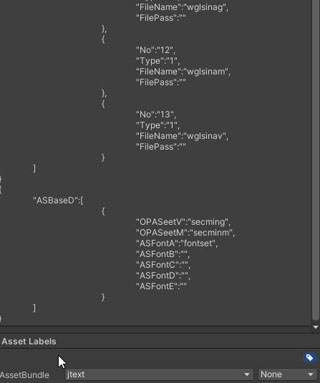 "FileName":"wglsinag",
"FilePass":""
},
{
"No":"12",
"Type":"1",
"FileName":"wglsinam",
"FilePass":""
},
{
"No":"13",
"Type":"1",
"FileName":"wglsinav",
"FilePass":""
}
]
}
{
"ASBaseD":[
{
"OPASeetV":"secming",
"OPASeetM":"secminm",
"ASFontA":"fontset",
"ASFontB":"",
"ASFontC":"",
"ASFontD":"",
"ASFontE":""
}
]
}
Asset Labels
AssetBundle jtext None